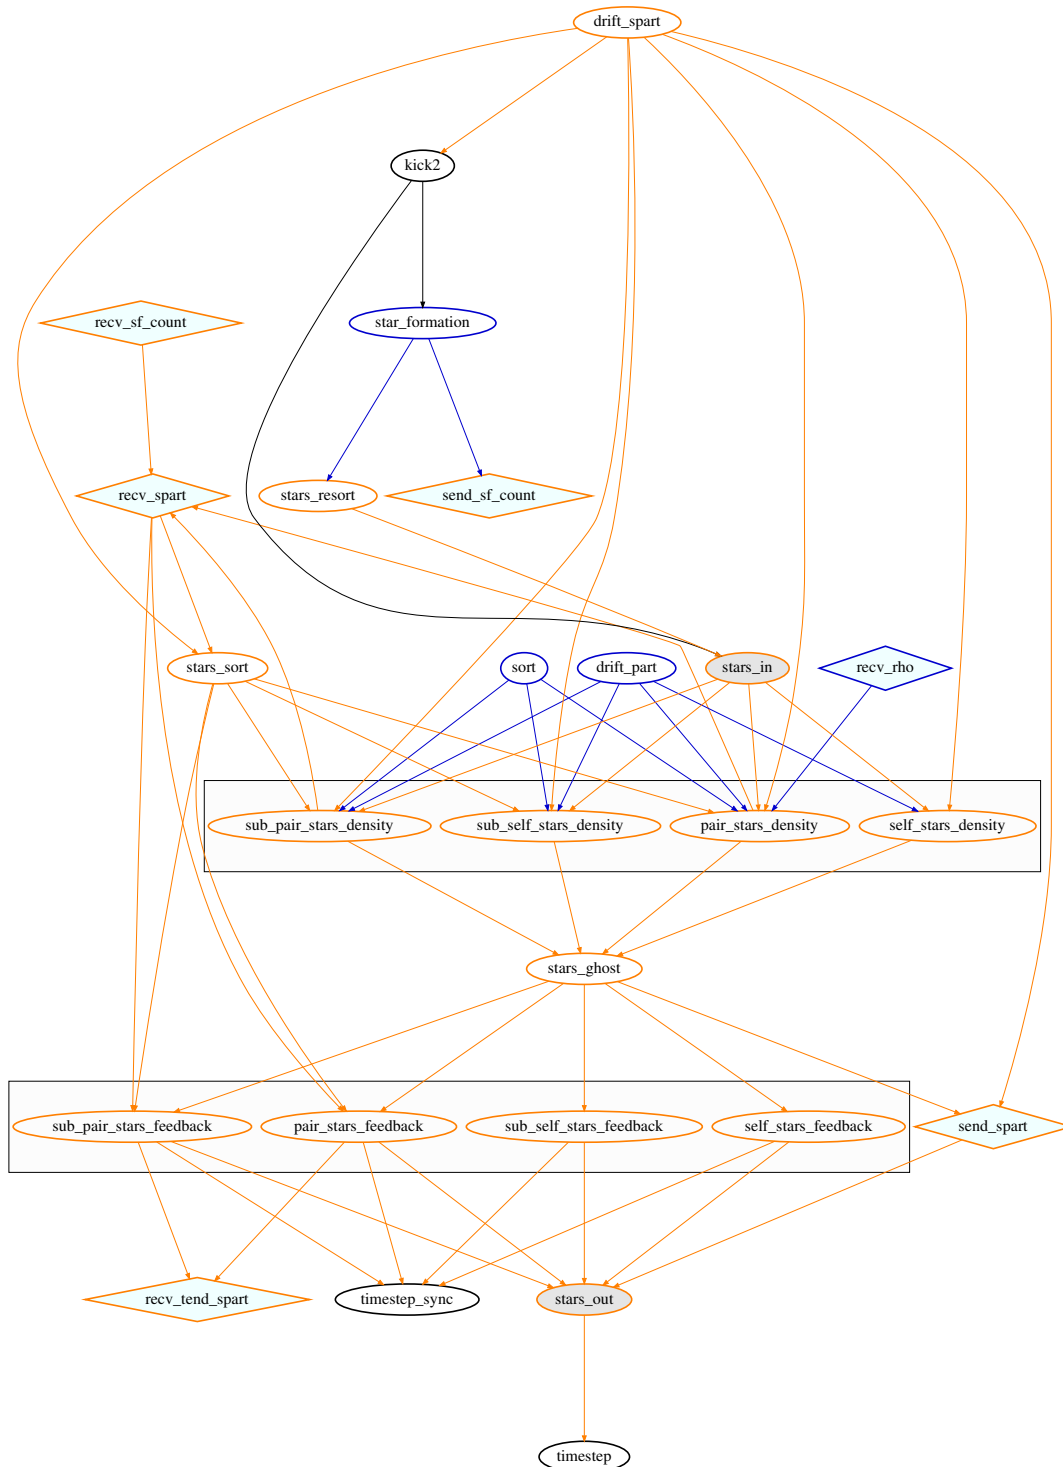 drift_spart
kick2
recv_sf_count
star_formation
recv_spart
stars_resort
send_sf_count
stars_sort
sort
drift_part
stars_in
recv_rho
sub_pair_stars_density
sub_self_stars_density
pair_stars_density
self_stars_density
stars_ghost
sub_pair_stars_feedback
pair_stars_feedback
sub_self_stars_feedback
self_stars_feedback
send_spart
recv_tend_spart
timestep_sync
stars_out
timestep